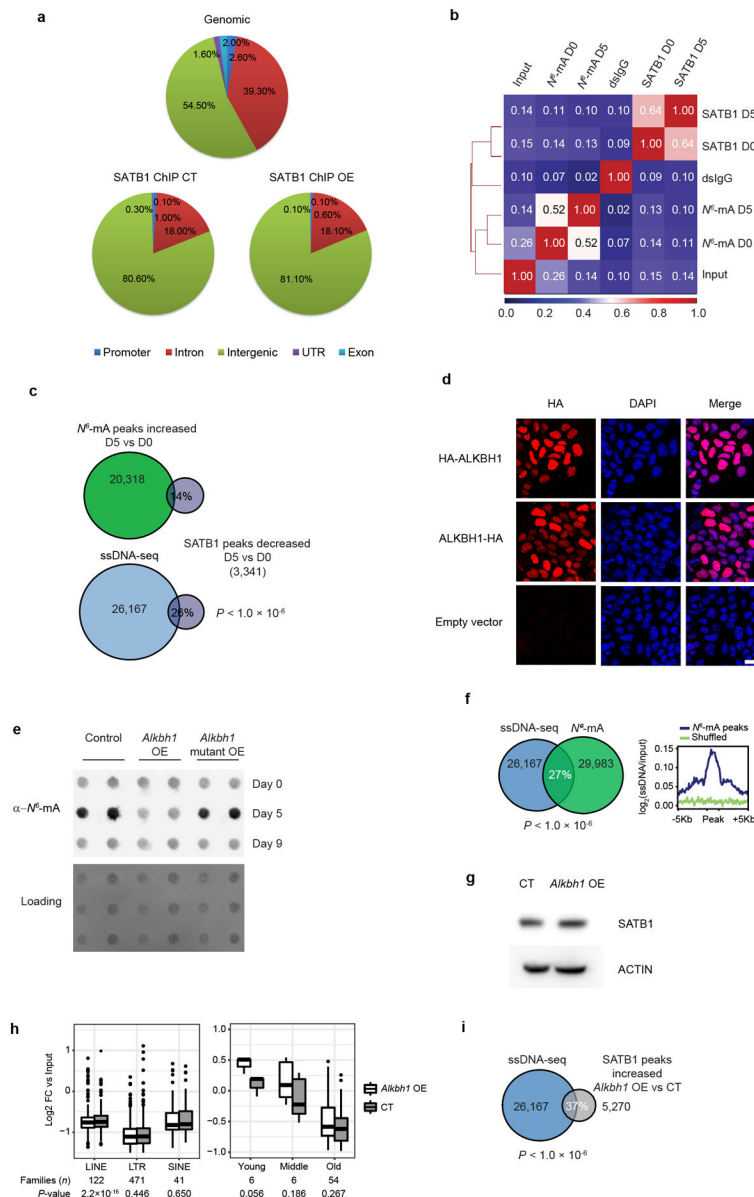 a
Genomic
1.60%
2.00%
2.60%
54.50%
39.30%
SATB1 ChIP CT
SATB1 ChIP OE
0.30%
0.10%
1.00%
18.00%
80.60%
0.10%
0.10%
0.60%
18.10%
81.10%
Promoter Intron Intergenic UTR Exon
b
Input
N⁶-mA D0
N⁶-mA D5
dsIgG
SATB1 D0
SATB1 D5
0.14 0.11 0.10 0.10 0.64 1.00 SATB1 D5
0.15 0.14 0.13 0.09 1.00 0.64 SATB1 D0
0.10 0.07 0.02 1.00 0.09 0.10 dsIgG
0.14 0.52 1.00 0.02 0.13 0.10 N⁶-mA D5
0.26 1.00 0.52 0.07 0.14 0.11 N⁶-mA D0
1.00 0.26 0.14 0.10 0.15 0.14 Input
0.0 0.2 0.4 0.6 0.8 1.0
c
N⁶-mA peaks increased
D5 vs D0
20,318
14%
SATB1 peaks decreased
D5 vs D0
(3,341)
ssDNA-seq
26,167
26%
P < 1.0 × 10⁻⁶
d
HA DAPI Merge
HA-ALKBH1
ALKBH1-HA
Empty vector
e
Control
Alkbh1
OE
Alkbh1
mutant OE
α–N⁶-mA
Day 0
Day 5
Day 9
Loading
f
ssDNA-seq N⁶-mA
26,167
27%
29,983
P < 1.0 × 10⁻⁶
N⁶-mA peaks
Shuffled
log₂(ssDNA/input)
0.15
0.10
0.05
0.00
-5Kb Peak +5Kb
g
CT Alkbh1 OE
SATB1
ACTIN
h
Log2 FC vs Input
1
0
−1
LINE LTR SINE
1.0
0.5
0.0
-0.5
-1.0
Young Middle Old
Alkbh1 OE
CT
Families (n) 122 471 41 6 6 54
P-value 2.2×10⁻¹⁶ 0.446 0.650 0.056 0.186 0.267
i
ssDNA-seq
SATB1 peaks
increased
Alkbh1 OE vs CT
26,167
37%
5,270
P < 1.0 × 10⁻⁶